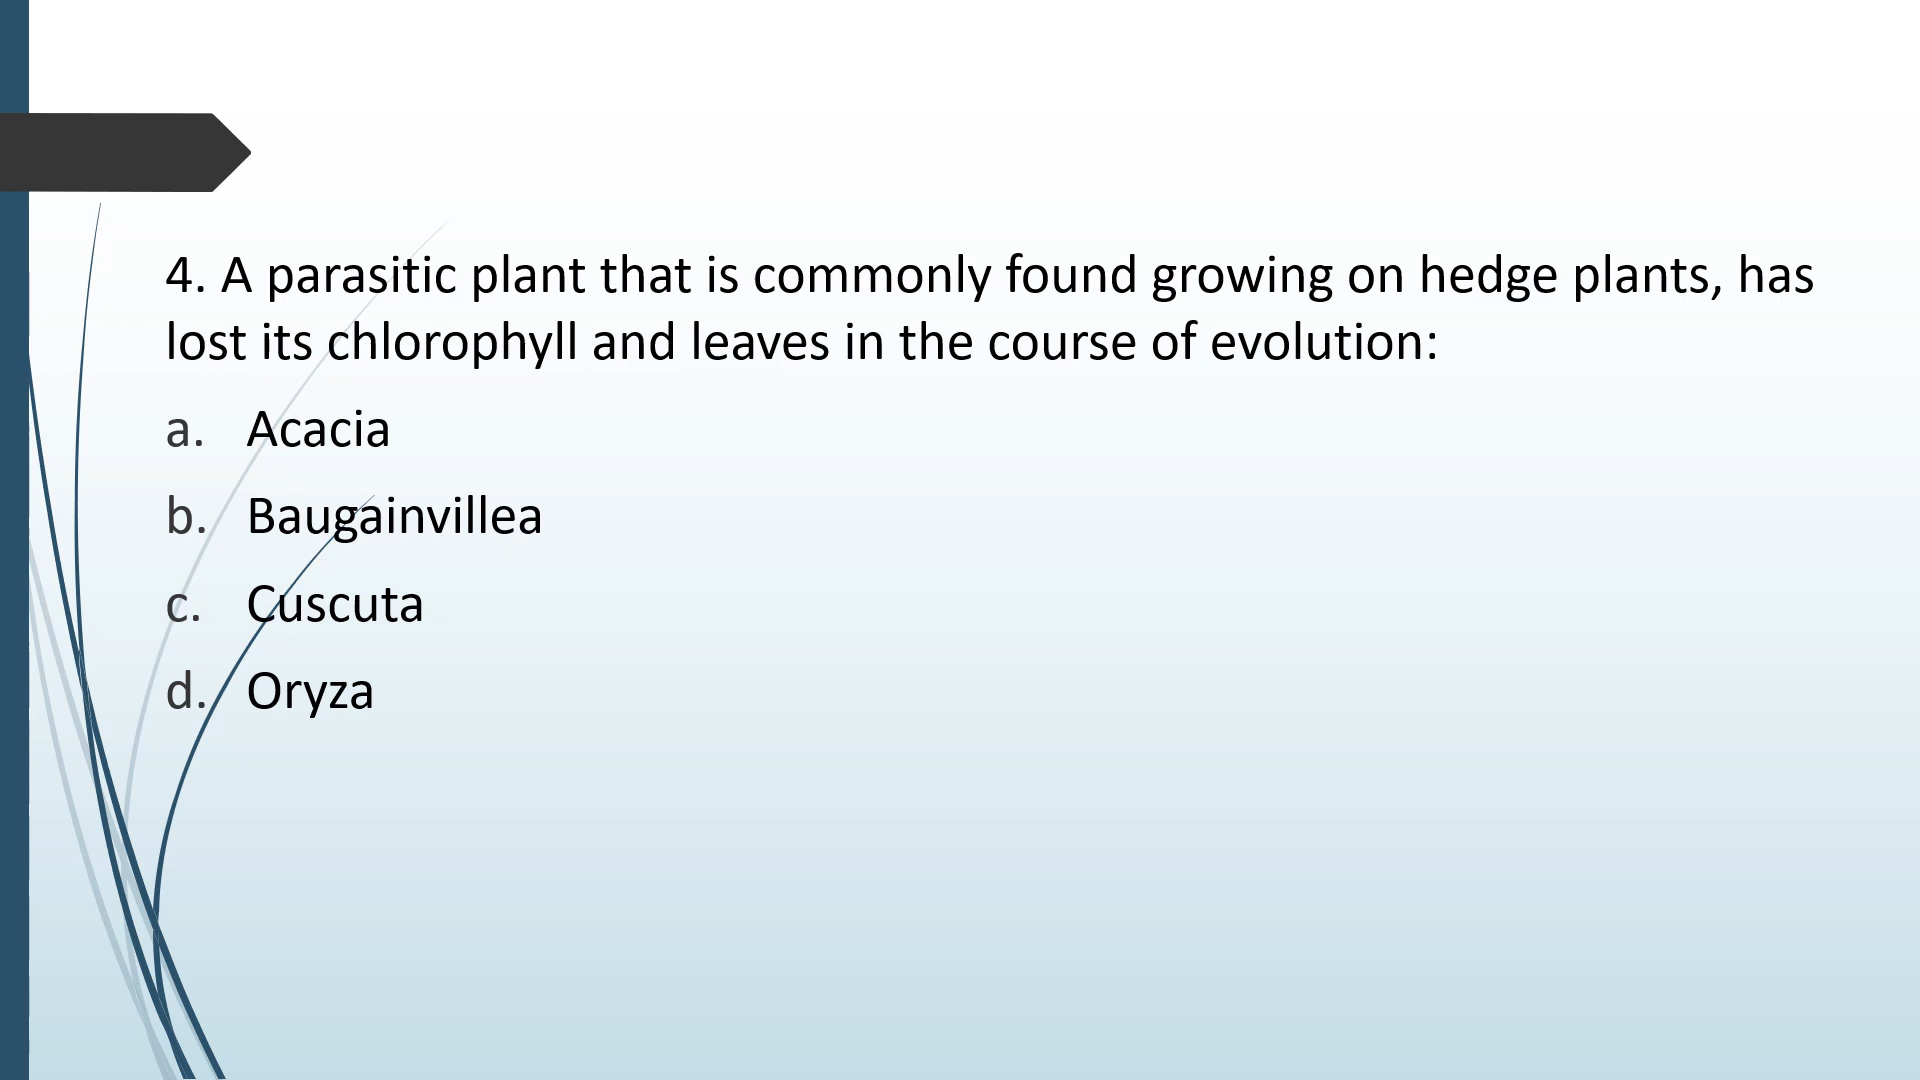 4. A parasitic plant that is commonly found growing on hedge plants, has
lost its chlorophyll and leaves in the course of evolution:
a. Acacia
b. Baugainvillea
c. Cuscuta
d. Oryza